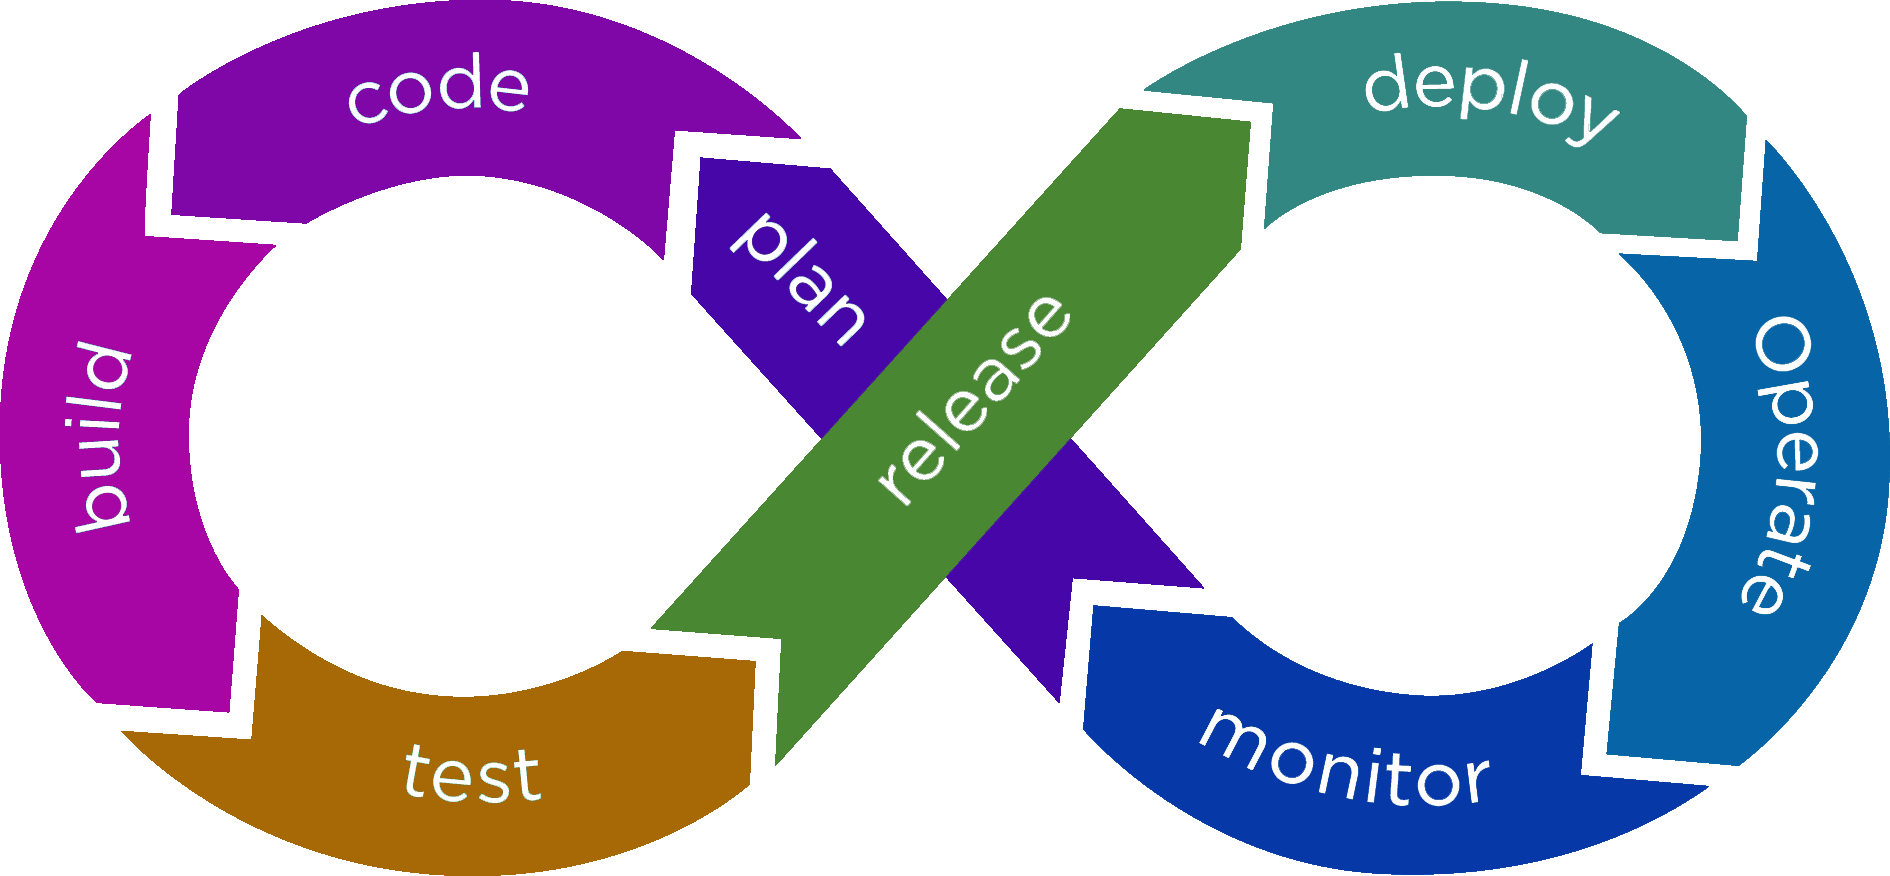 code
deploy
plan
release
build
Operate
test
monitor